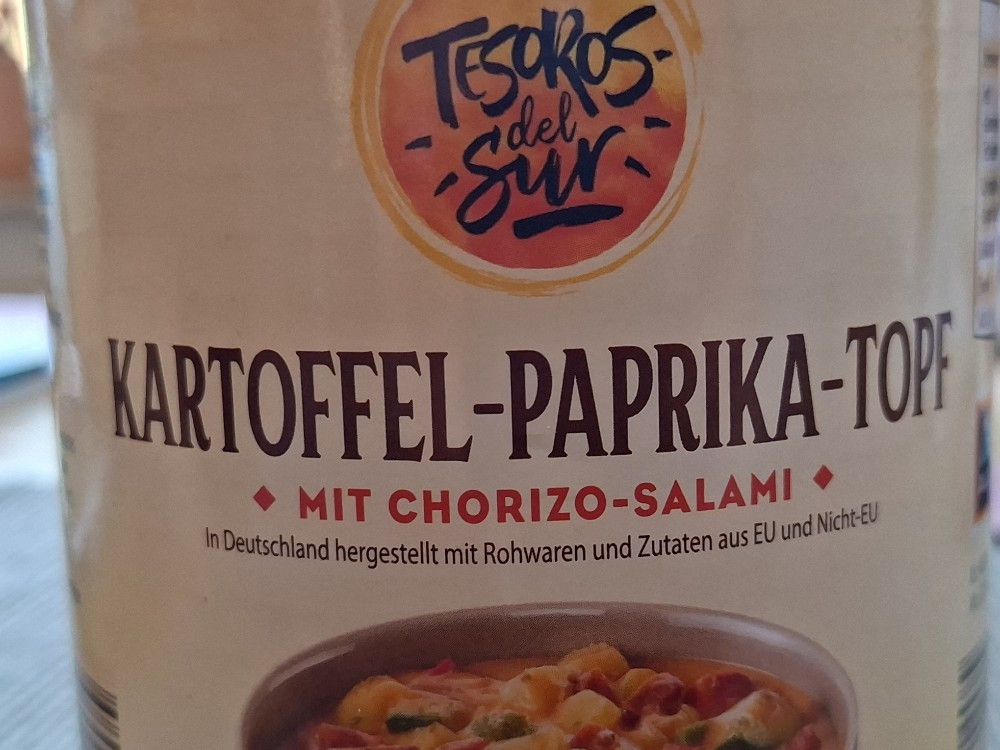 TESOROS
del
Sur
KARTOFFEL-PAPRIKA-TOPF
MIT CHORIZO-SALAMI
In Deutschland hergestellt mit Rohwaren und Zutaten aus EU und Nicht-EU